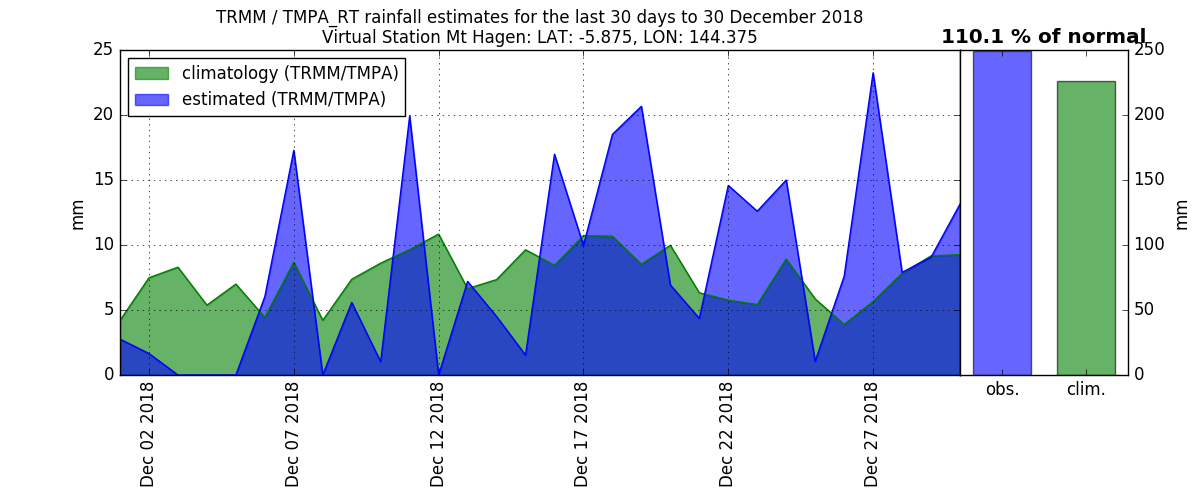 TRMM / TMPA_RT rainfall estimates for the last 30 days to 30 December 2018
Virtual Station Mt Hagen: LAT: -5.875, LON: 144.375
110.1 % of normal
climatology (TRMM/TMPA)
estimated (TRMM/TMPA)
mm
25
20
15
10
5
0
Dec 02 2018
Dec 07 2018
Dec 12 2018
Dec 17 2018
Dec 22 2018
Dec 27 2018
obs.
clim.
250
200
150
100
50
0
mm